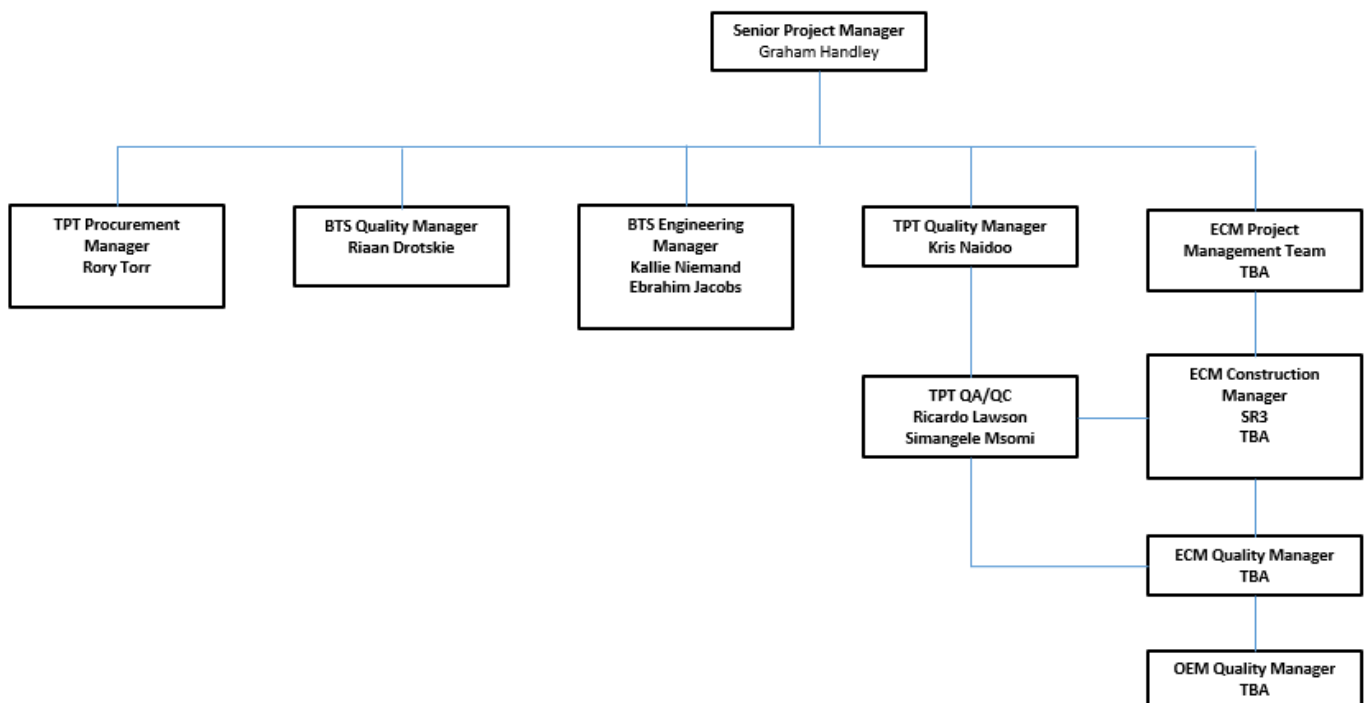 Senior Project Manager
Graham Handley
TPT Procurement
Manager
Rory Torr
BTS Quality Manager
Riaan Drotskie
BTS Engineering
Manager
Kallie Niemand
Ebrahim Jacobs
TPT Quality Manager
Kris Naidoo
ECM Project
Management Team
TBA
TPT QA/QC
Ricardo Lawson
Simangele Msomi
ECM Construction
Manager
SR3
TBA
ECM Quality Manager
TBA
OEM Quality Manager
TBA